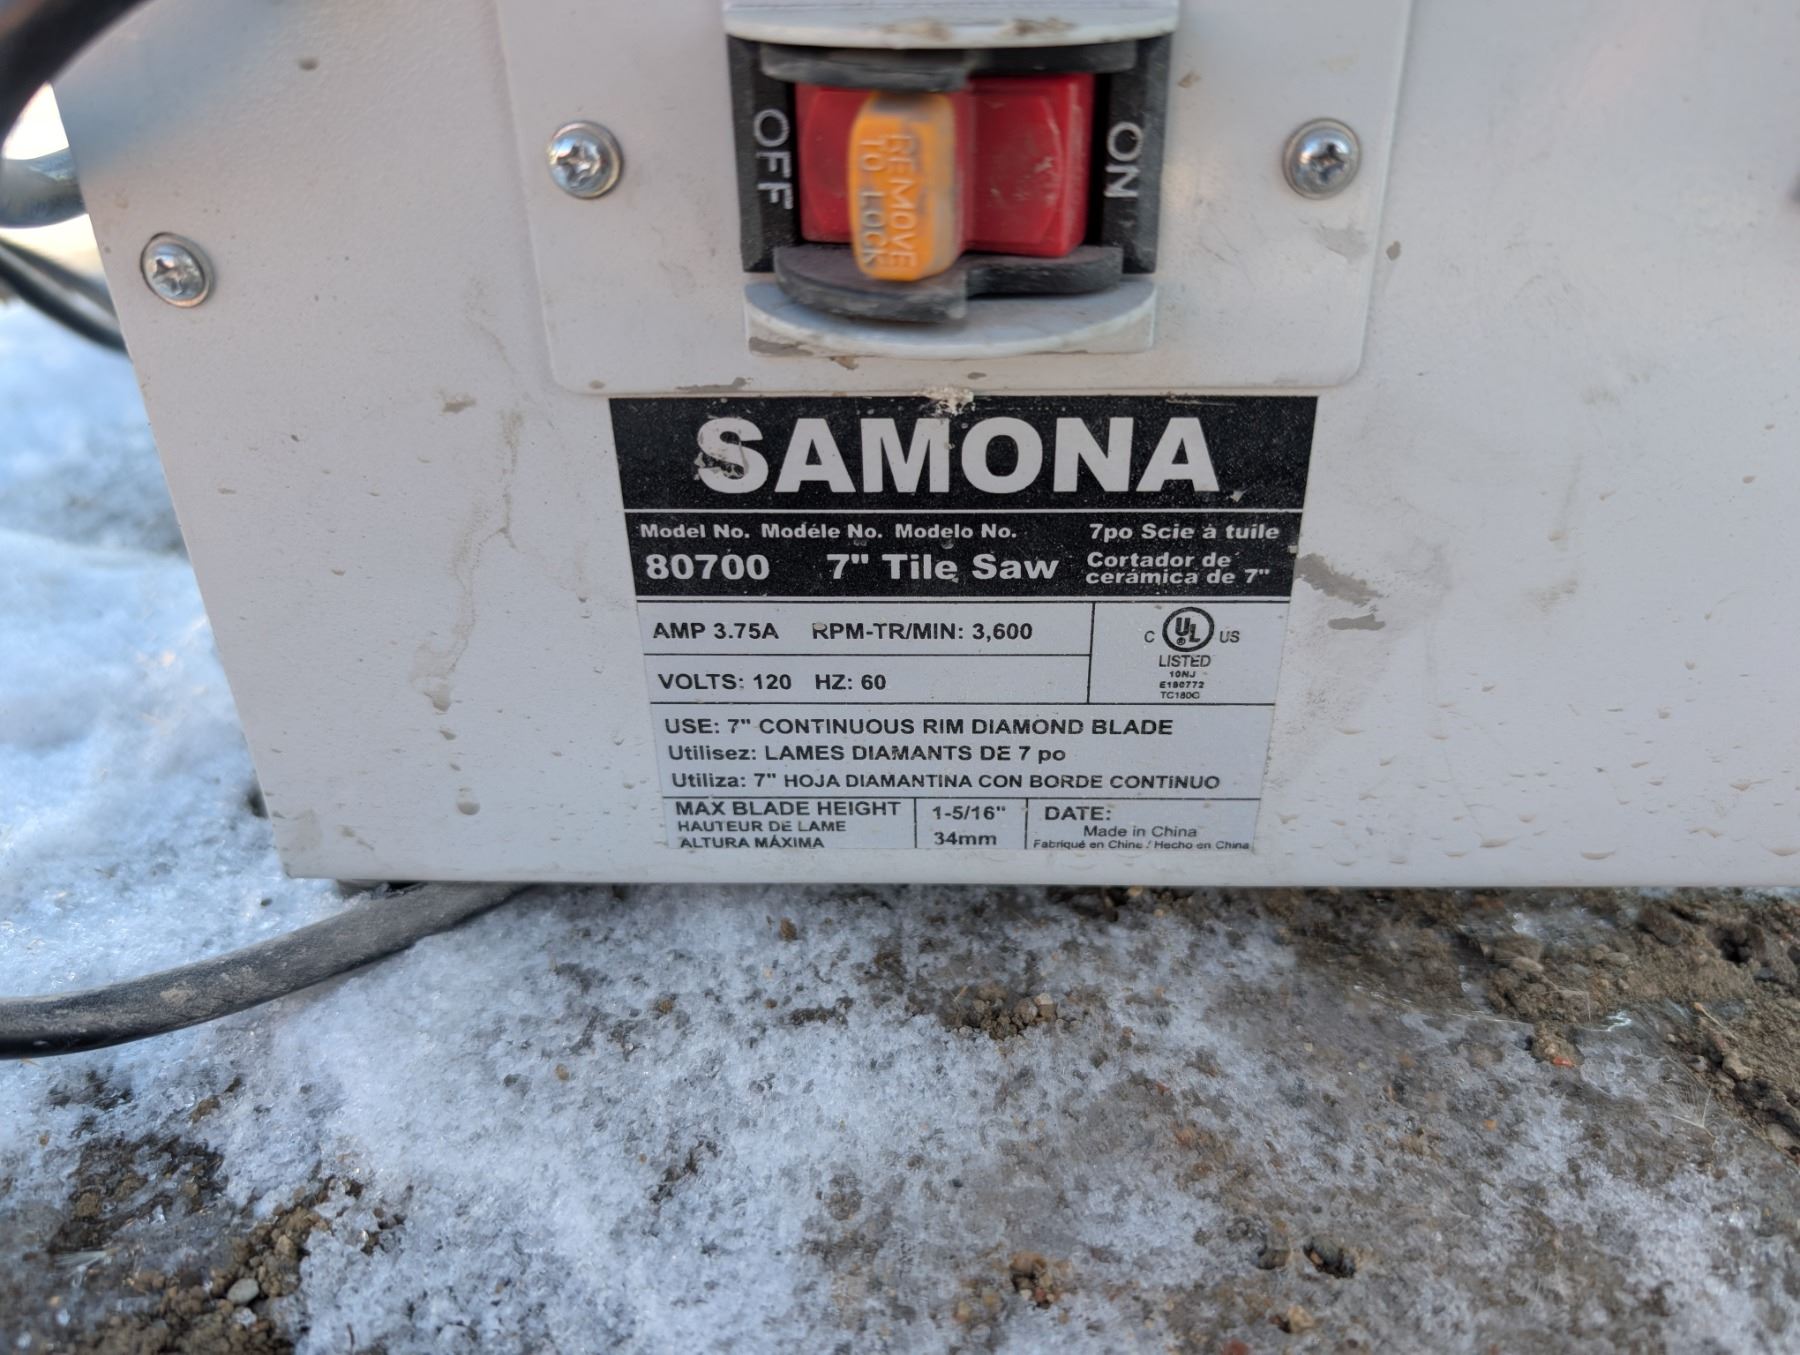 OFF
REMOVE
TO LOCK
ON
SAMONA
Model No. Modéle No. Modelo No.
80700 7" Tile Saw
7po Scie à tuile
Cortador de
cerámica de 7"
AMP 3.75A RPM-TR/MIN: 3,600
VOLTS: 120 HZ: 60
C UL US
LISTED
10NJ
E180772
TC180C
USE: 7" CONTINUOUS RIM DIAMOND BLADE
Utilisez: LAMES DIAMANTS DE 7 po
Utiliza: 7" HOJA DIAMANTINA CON BORDE CONTINUO
MAX BLADE HEIGHT
HAUTEUR DE LAME
ALTURA MÁXIMA
1-5/16"
34mm
DATE:
Made in China
Fabriqué en Chine / Hecho en China